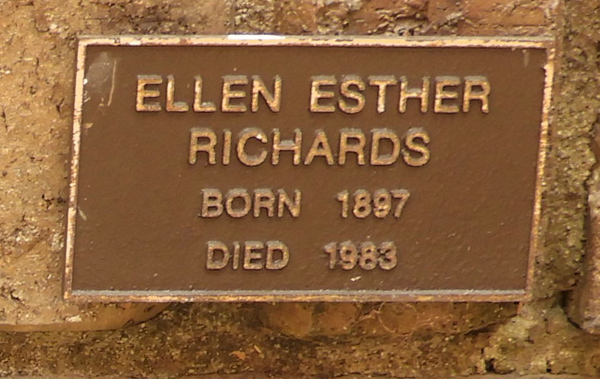 ELLEN ESTHER
RICHARDS
BORN 1897
DIED 1983